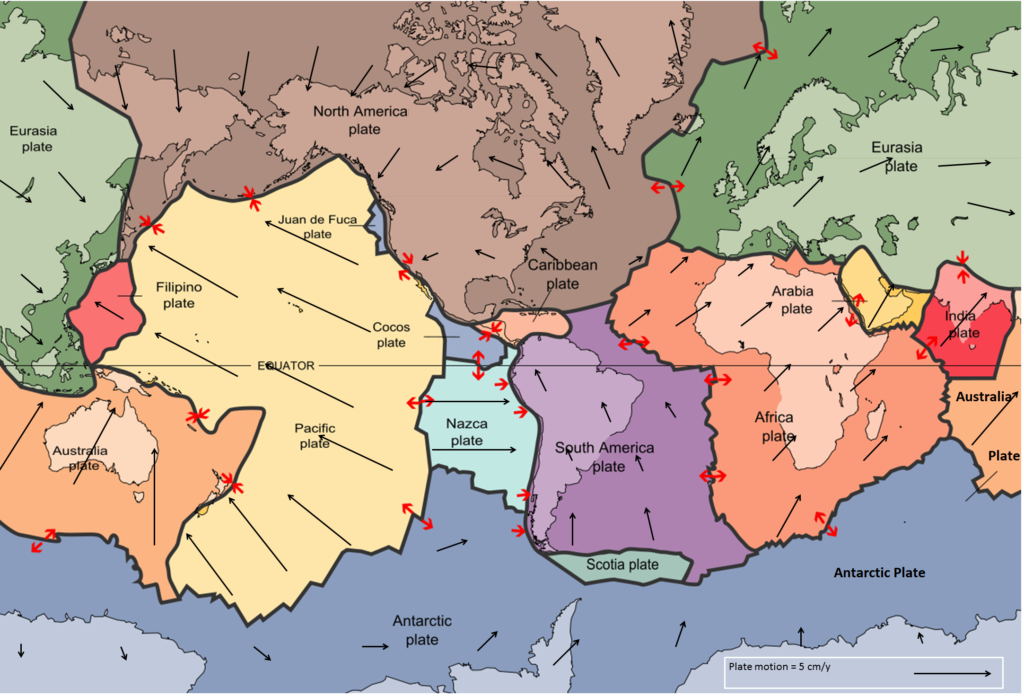 North America
plate
Eurasia
plate
Eurasia
plate
Juan de Fuca
plate
Caribbean
plate
Filipino
plate
Arabia
plate
India
plate
Cocos
plate
EQUATOR
Australia
Plate
Nazca
plate
Pacific
plate
Africa
plate
Australia
plate
South America
plate
Scotia plate
Antarctic Plate
Antarctic
plate
Plate motion = 5 cm/y